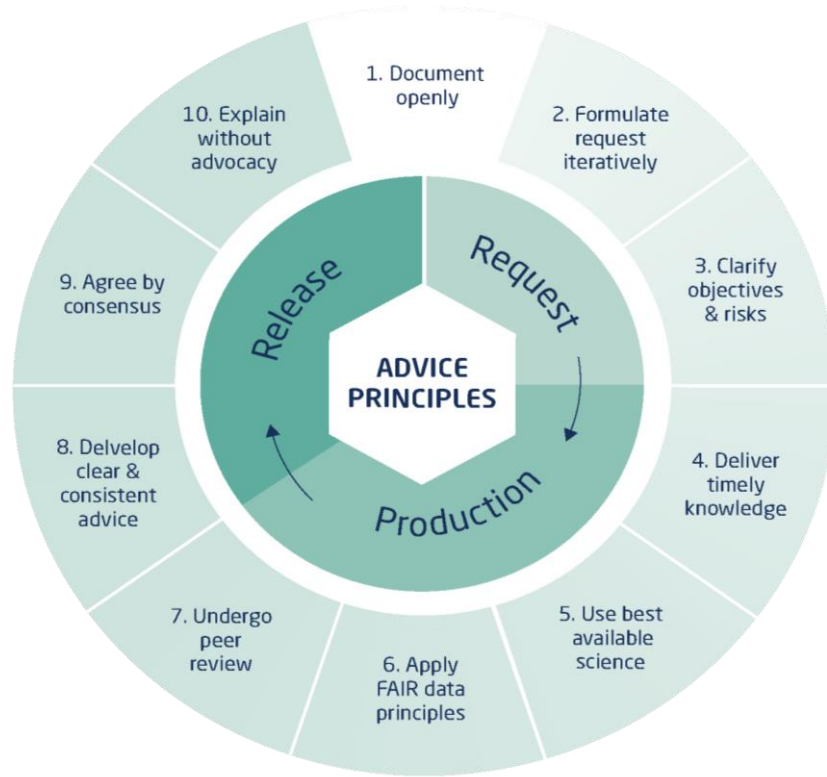 1. Document
openly
2. Formulate
request
iteratively
3. Clarify
objectives
& risks
4. Deliver
timely
knowledge
5. Use best
available
science
6. Apply
FAIR data
principles
7. Undergo
peer
review
8. Delvelop
clear &
consistent
advice
9. Agree by
consensus
10. Explain
without
advocacy
Request
Production
Release
ADVICE
PRINCIPLES